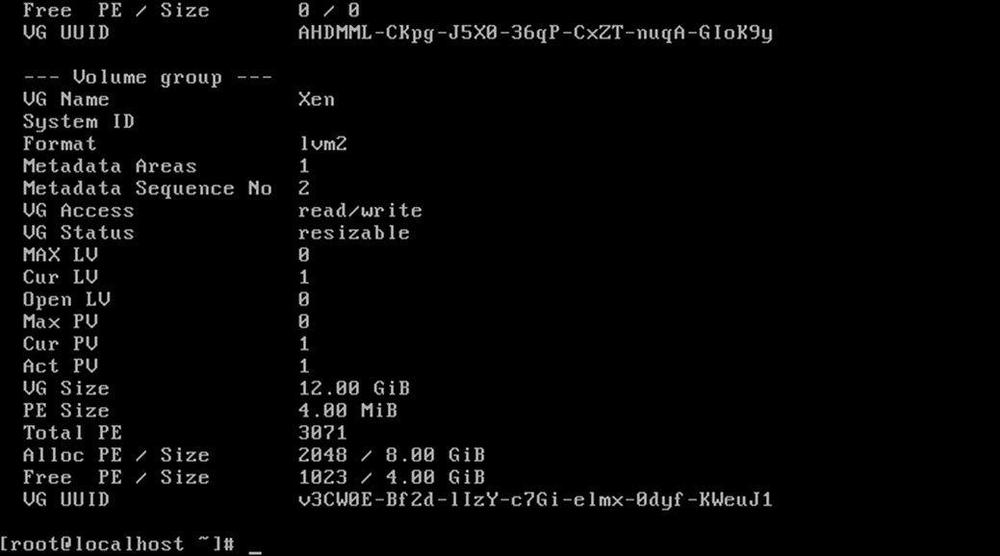 Free  PE / Size       0 / 0
VG UUID               AHDMML-CKpg-J5X0-36qP-CxZT-nuqA-GIoK9y
--- Volume group ---
VG Name               Xen
System ID
Format                lvm2
Metadata Areas        1
Metadata Sequence No  2
VG Access             read/write
VG Status             resizable
MAX LV                0
Cur LV                1
Open LV               0
Max PV                0
Cur PV                1
Act PV                1
VG Size               12.00 GiB
PE Size               4.00 MiB
Total PE              3071
Alloc PE / Size       2048 / 8.00 GiB
Free  PE / Size       1023 / 4.00 GiB
VG UUID               v3CW0E-Bf2d-lIzY-c7Gi-elmx-0dyf-KWeuJ1
[root@localhost ~]# _